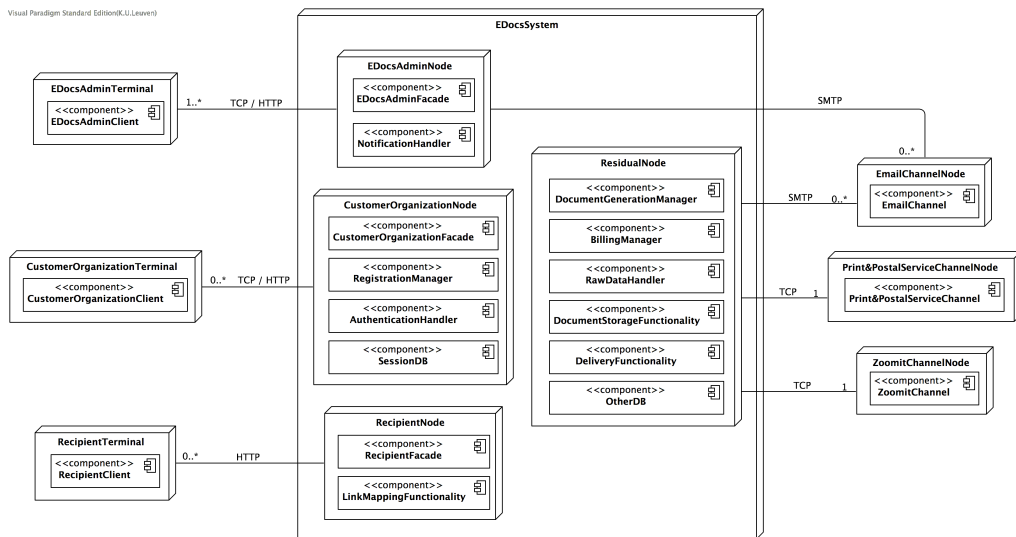 Visual Paradigm Standard Edition(K.U.Leuven)
EDocsSystem
EDocsAdminTerminal
<<component>>
EDocsAdminClient
1..*
TCP / HTTP
EDocsAdminNode
<<component>>
EDocsAdminFacade
<<component>>
NotificationHandler
SMTP
0..*
EmailChannelNode
<<component>>
EmailChannel
CustomerOrganizationTerminal
<<component>>
CustomerOrganizationClient
0..*
TCP / HTTP
CustomerOrganizationNode
<<component>>
CustomerOrganizationFacade
<<component>>
RegistrationManager
<<component>>
AuthenticationHandler
<<component>>
SessionDB
ResidualNode
<<component>>
DocumentGenerationManager
<<component>>
BillingManager
<<component>>
RawDataHandler
<<component>>
DocumentStorageFunctionality
<<component>>
DeliveryFunctionality
<<component>>
OtherDB
SMTP
0..*
TCP
1
Print&PostalServiceChannelNode
<<component>>
Print&PostalServiceChannel
TCP
1
ZoomitChannelNode
<<component>>
ZoomitChannel
RecipientTerminal
<<component>>
RecipientClient
0..*
HTTP
RecipientNode
<<component>>
RecipientFacade
<<component>>
LinkMappingFunctionality